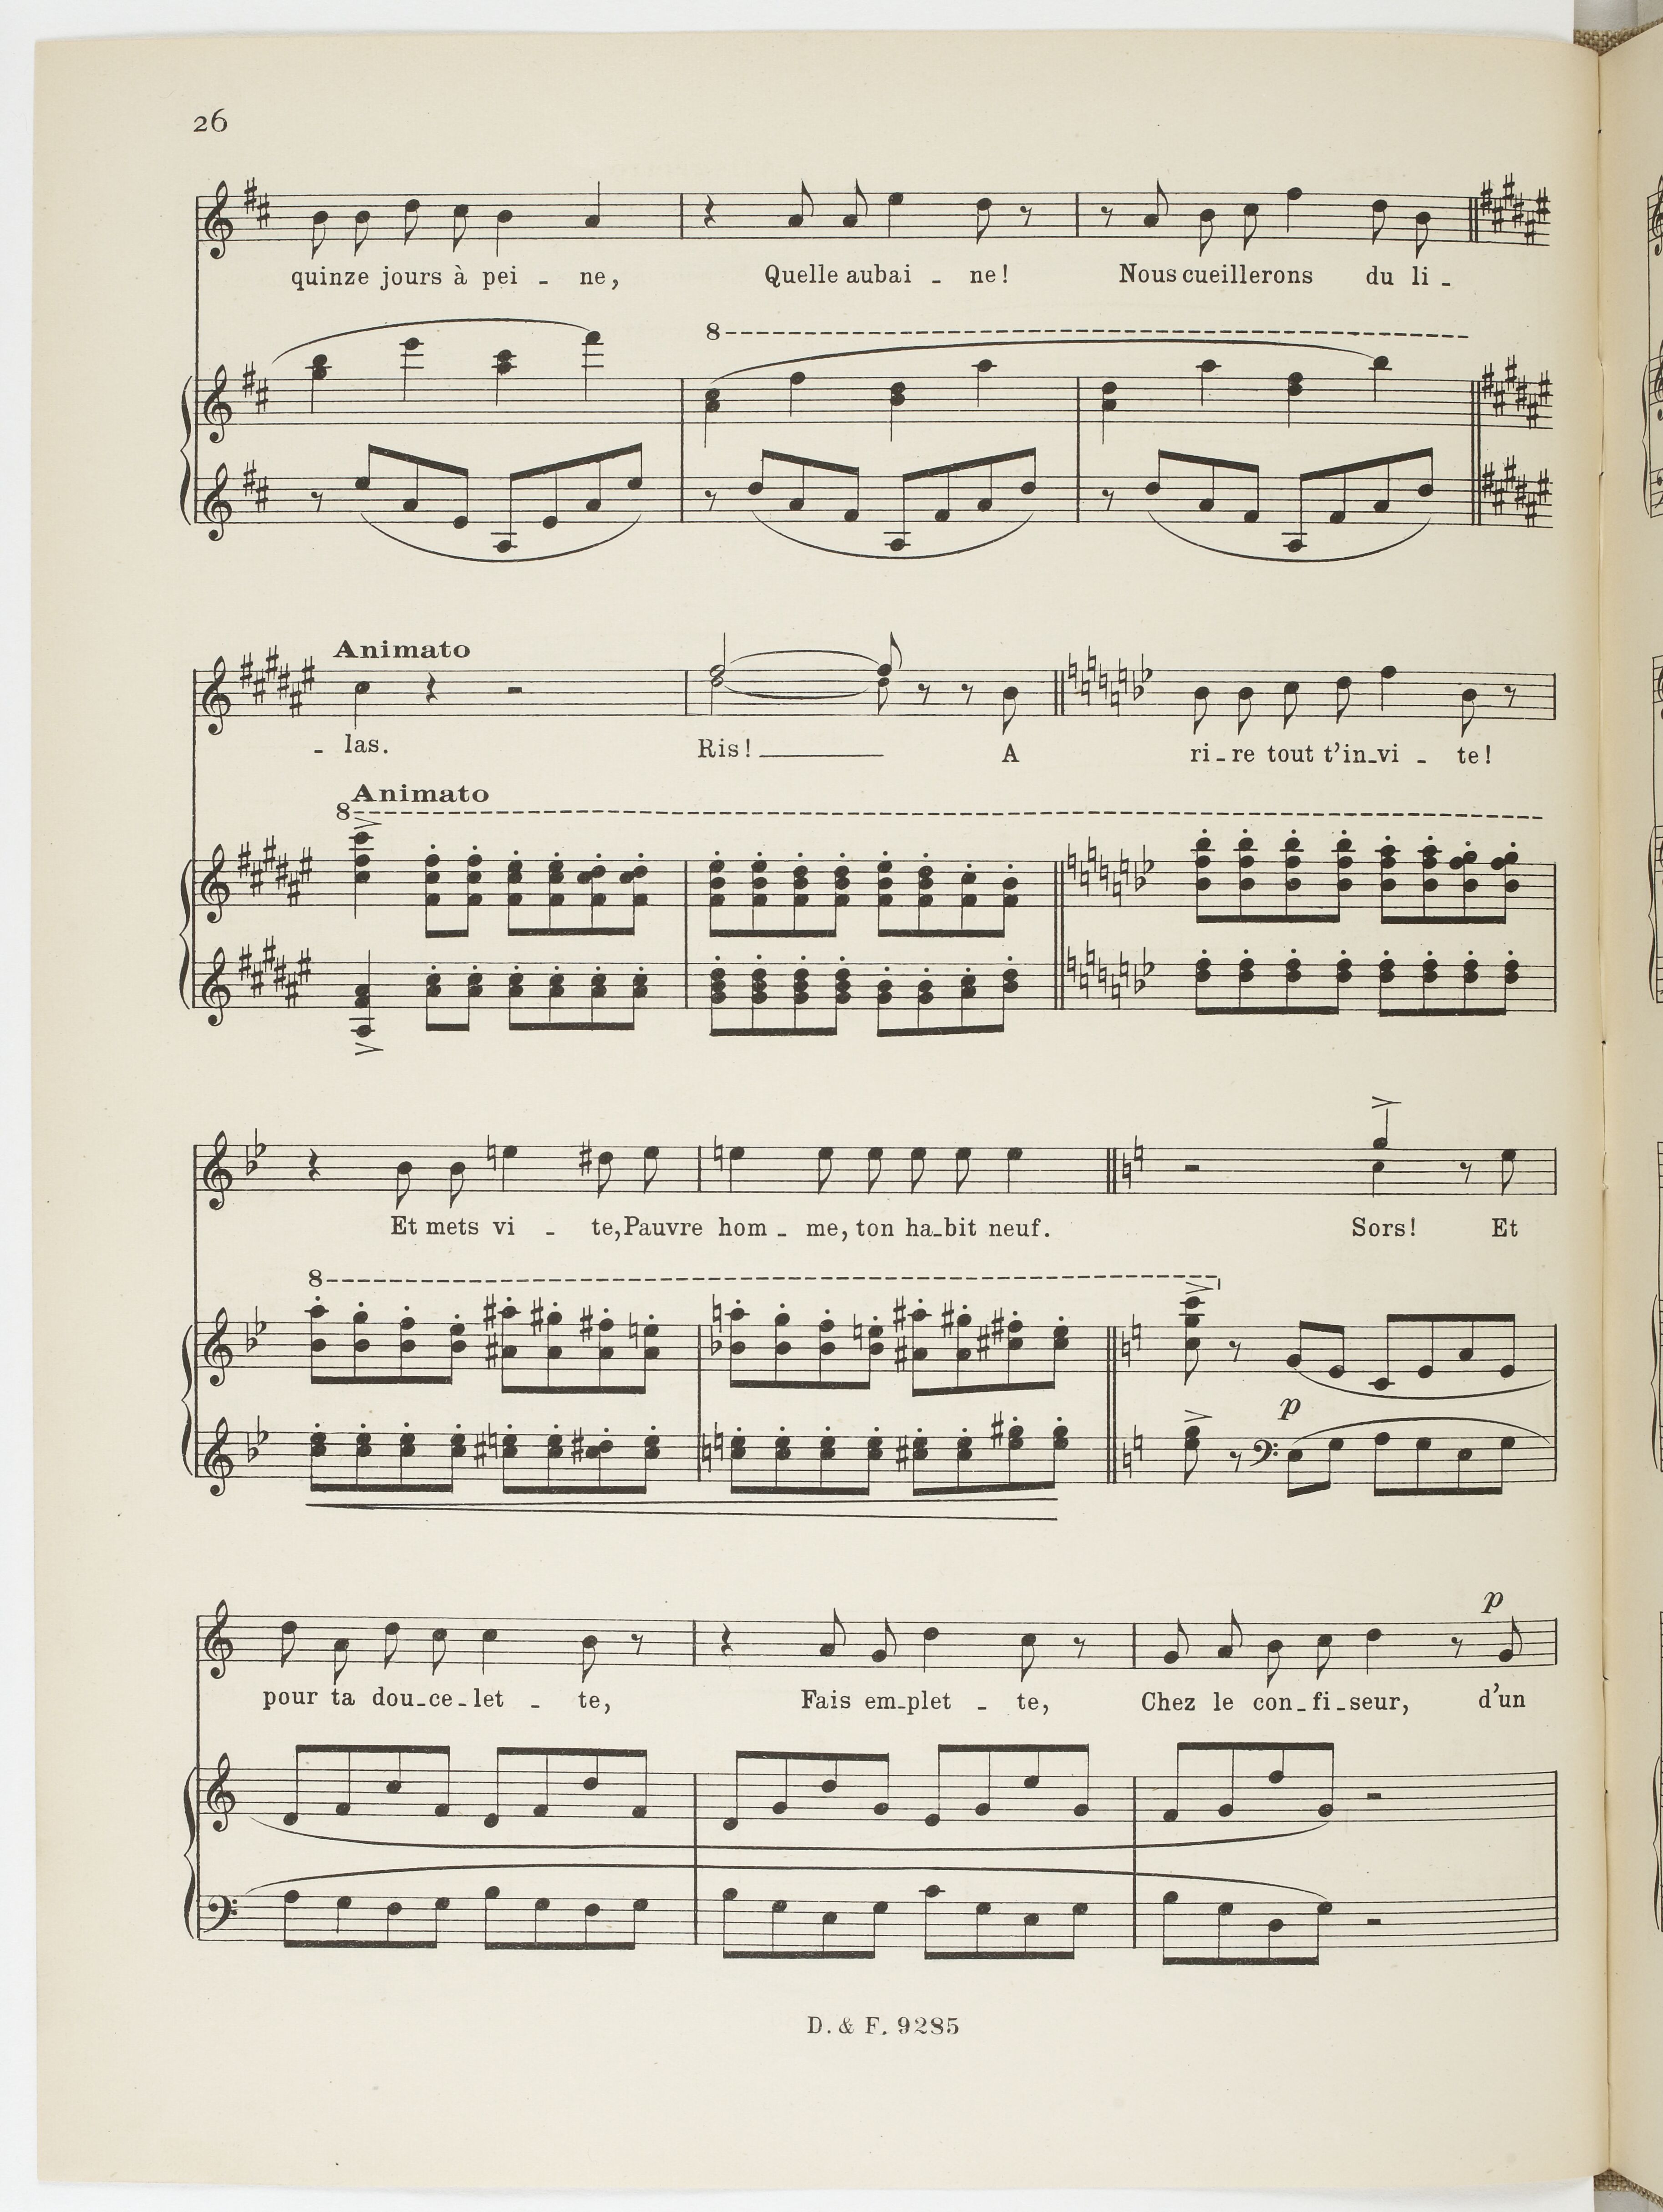 26
quinze jours à pei - ne, Quelle aubai - ne! Nous cueillerons du li -
8
Animato
- las. Ris! A ri - re tout t'in - vi - te!
Animato
8
Et mets vi - te, Pauvre hom - me, ton ha - bit neuf. Sors! Et
8
p
p
pour ta dou - ce - let - te, Fais em - plet - te, Chez le con - fi - seur, d'un
D. & F. 9285